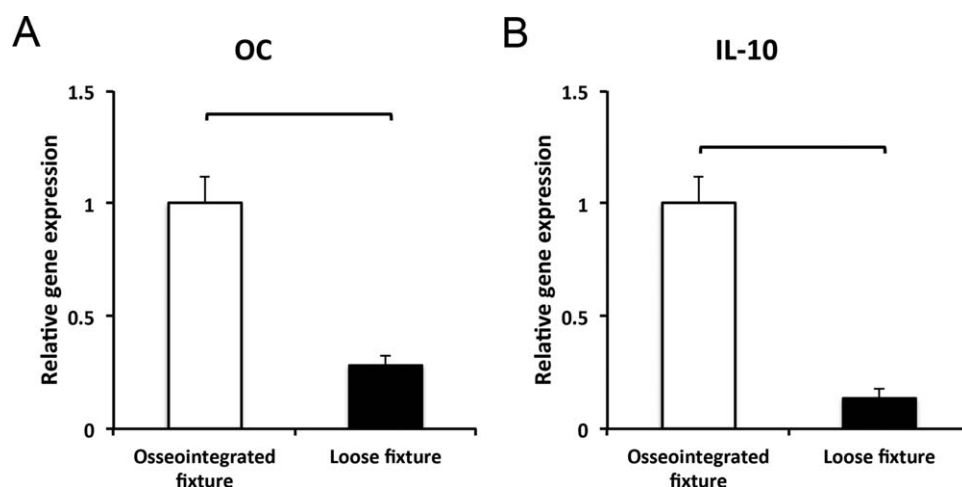 A
OC
Relative gene expression
1.5
1
0.5
0
Osseointegrated
fixture
Loose fixture
B
IL-10
Relative gene expression
1.5
1
0.5
0
Osseointegrated
fixture
Loose fixture